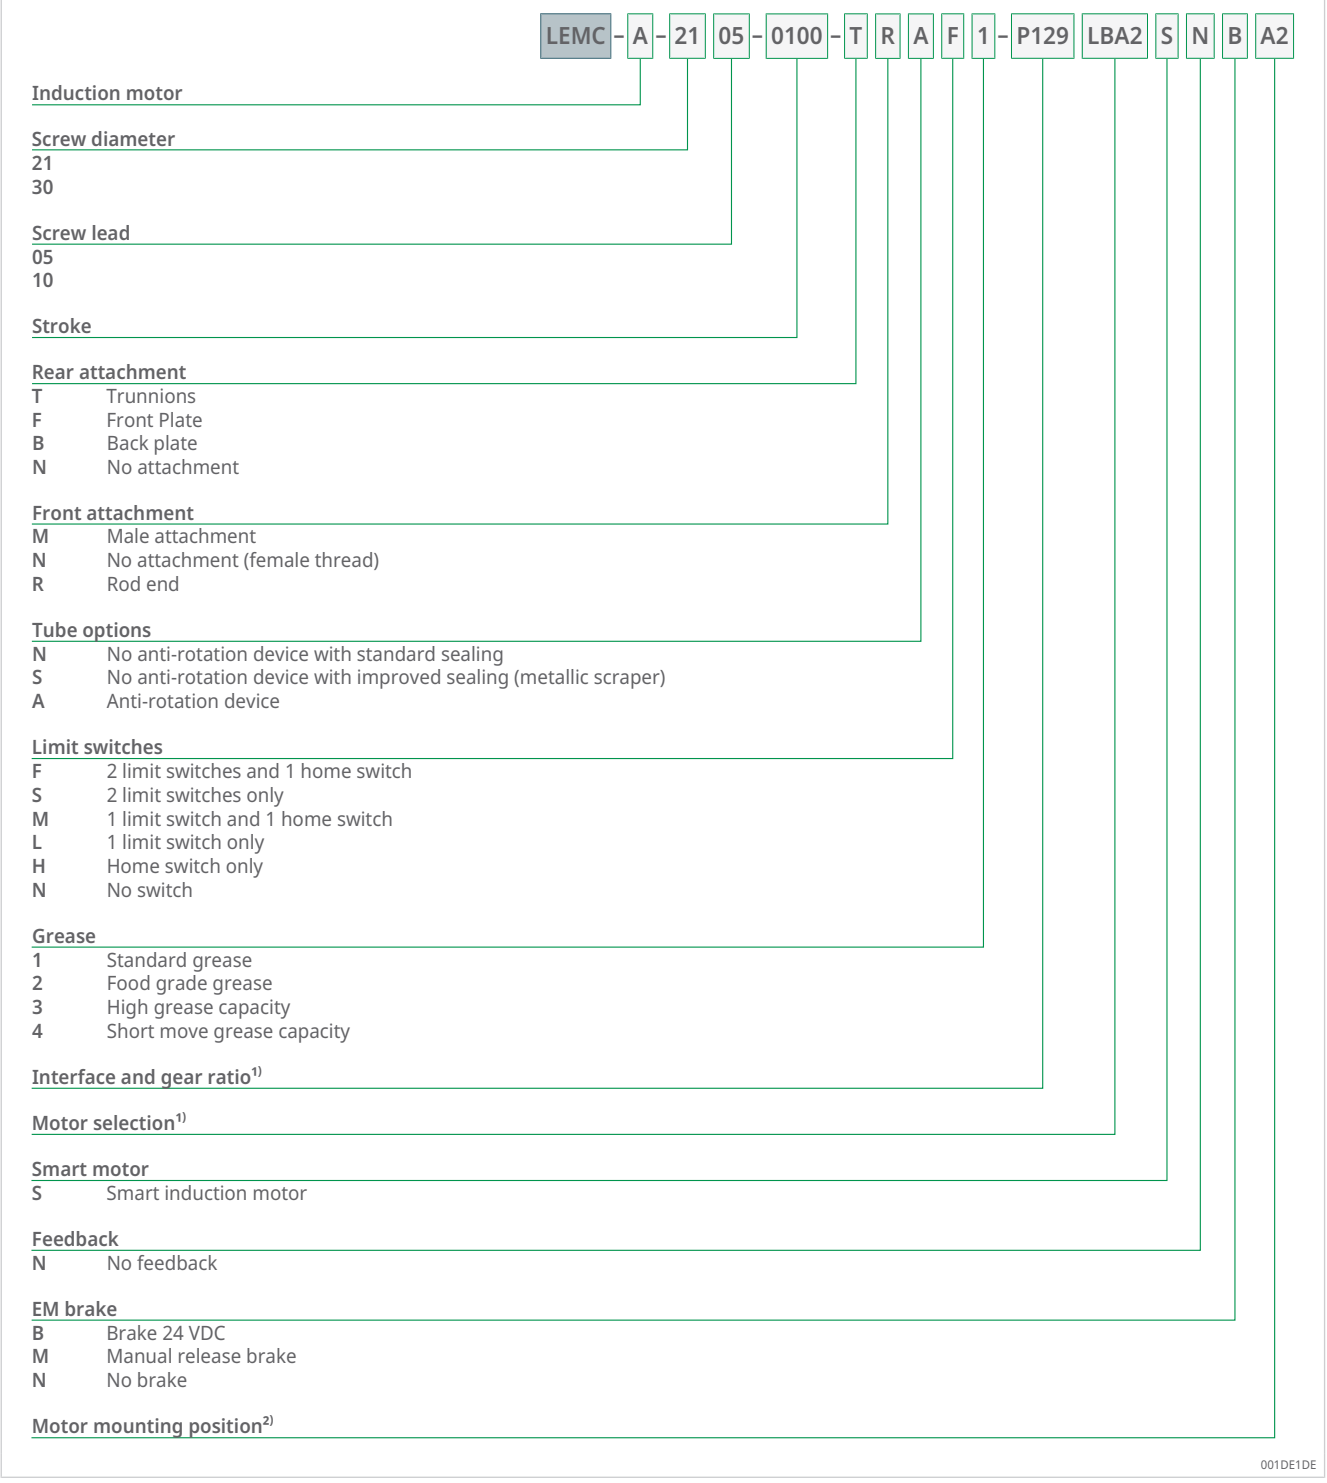 LEMC – A – 21 05 – 0100 – T R A F 1 – P129 LBA2 S N B A2
Induction motor
Screw diameter
21
30
Screw lead
05
10
Stroke
Rear attachment
T Trunnions
F Front Plate
B Back plate
N No attachment
Front attachment
M Male attachment
N No attachment (female thread)
R Rod end
Tube options
N No anti-rotation device with standard sealing
S No anti-rotation device with improved sealing (metallic scraper)
A Anti-rotation device
Limit switches
F 2 limit switches and 1 home switch
S 2 limit switches only
M 1 limit switch and 1 home switch
L 1 limit switch only
H Home switch only
N No switch
Grease
1 Standard grease
2 Food grade grease
3 High grease capacity
4 Short move grease capacity
Interface and gear ratio¹⁾
Motor selection¹⁾
Smart motor
S Smart induction motor
Feedback
N No feedback
EM brake
B Brake 24 VDC
M Manual release brake
N No brake
Motor mounting position²⁾
001DE1DE